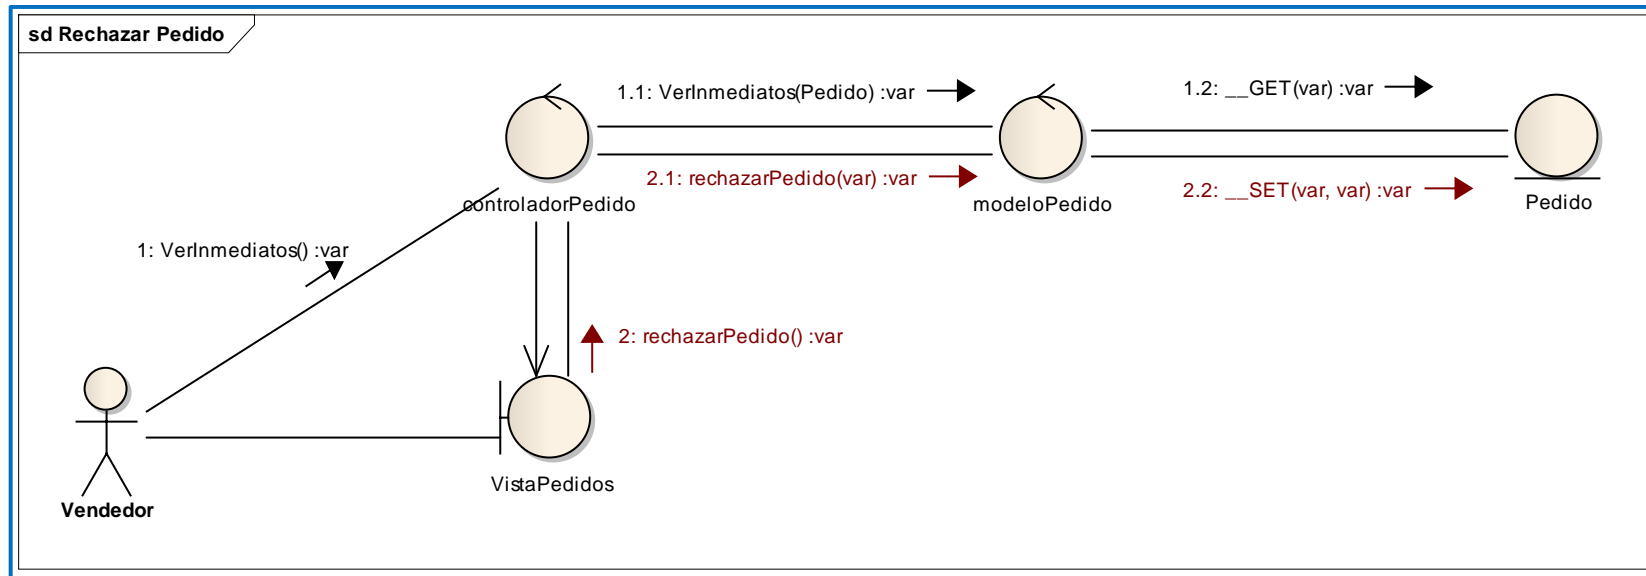 sd Rechazar Pedido
1.1: VerInmediatos(Pedido) :var
1.2: __GET(var) :var
2.1: rechazarPedido(var) :var
2.2: __SET(var, var) :var
controladorPedido
modeloPedido
Pedido
1: VerInmediatos() :var
2: rechazarPedido() :var
VistaPedidos
Vendedor